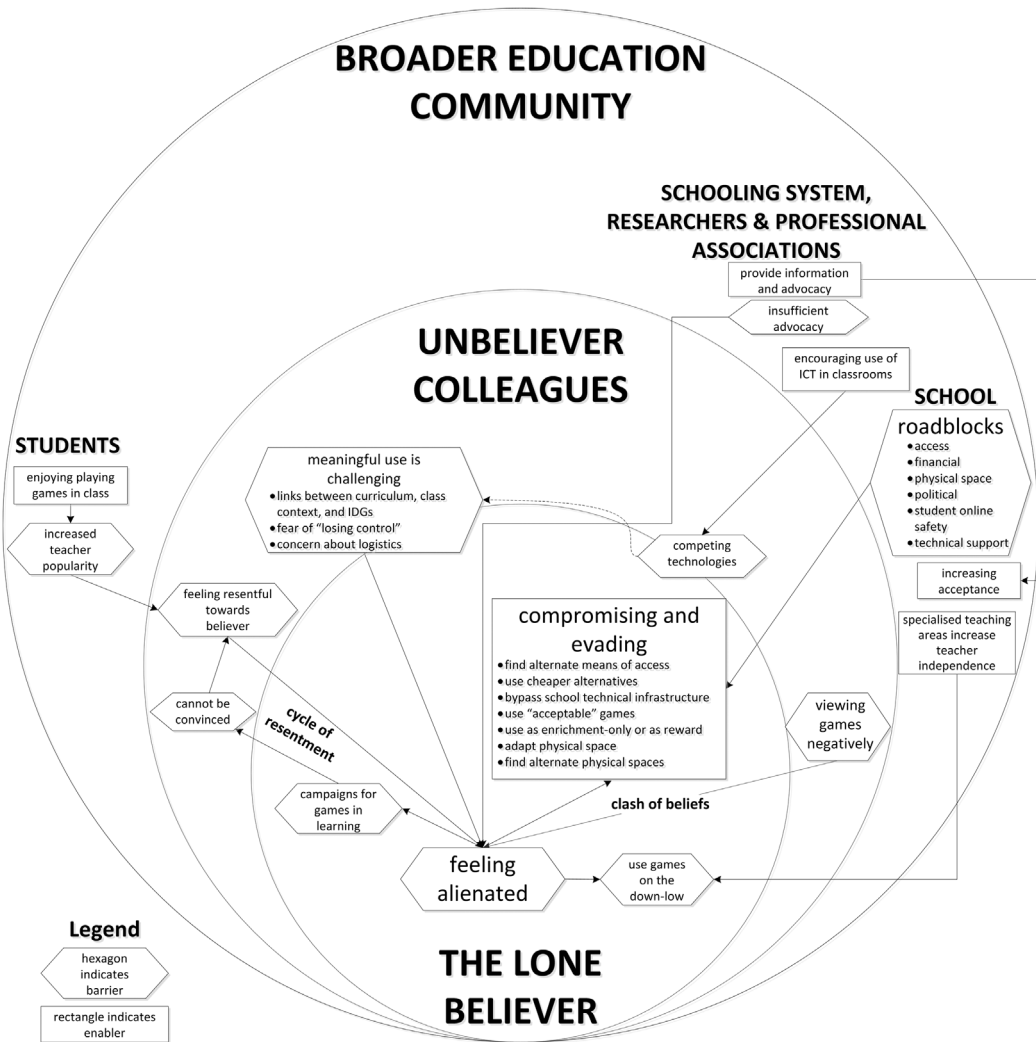 BROADER EDUCATION
COMMUNITY
SCHOOLING SYSTEM,
RESEARCHERS & PROFESSIONAL
ASSOCIATIONS
provide information
and advocacy
insufficient
advocacy
encouraging use of
ICT in classrooms
UNBELIEVER
COLLEAGUES
SCHOOL
roadblocks
• access
• financial
• physical space
• political
• student online
safety
• technical support
increasing
acceptance
specialised teaching
areas increase
teacher
independence
STUDENTS
enjoying playing
games in class
increased
teacher
popularity
meaningful use is
challenging
• links between curriculum, class
context, and IDGs
• fear of “losing control”
• concern about logistics
competing
technologies
feeling resentful
towards
believer
cannot be
convinced
cycle of
resentment
campaigns for
games in
learning
compromising and
evading
• find alternate means of access
• use cheaper alternatives
• bypass school technical infrastructure
• use “acceptable” games
• use as enrichment-only or as reward
• adapt physical space
• find alternate physical spaces
viewing
games
negatively
clash of beliefs
feeling
alienated
use games
on the
down-low
THE LONE
BELIEVER
Legend
hexagon
indicates
barrier
rectangle indicates
enabler